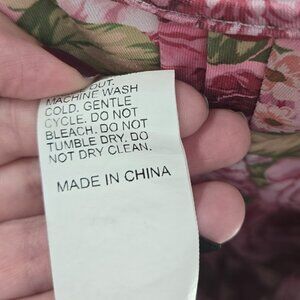 OUT.
MACHINE WASH
COLD. GENTLE
CYCLE. DO NOT
BLEACH. DO NOT
TUMBLE DRY. DO
NOT DRY CLEAN.
MADE IN CHINA